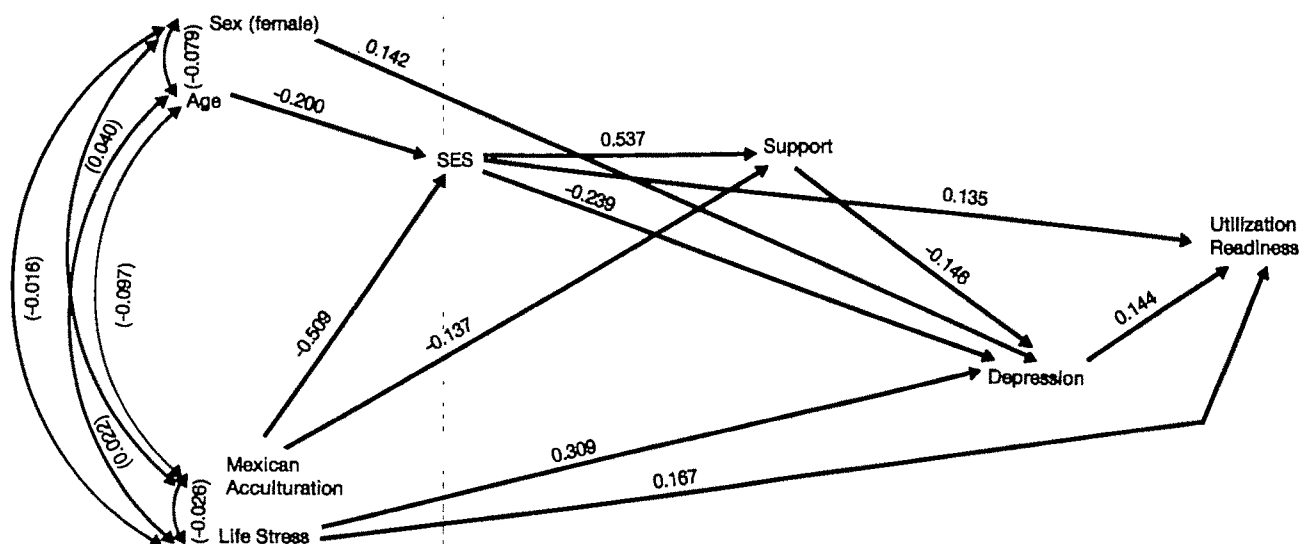 Sex (female)
(-0.079)
0.142
Age
-0.200
(0.040)
SES
0.537
Support
-0.239
0.135
Utilization
Readiness
-0.146
(-0.016)
(-0.097)
-0.509
-0.137
0.144
Depression
(0.022)
Mexican
Acculturation
0.309
0.167
(-0.026)
Life Stress